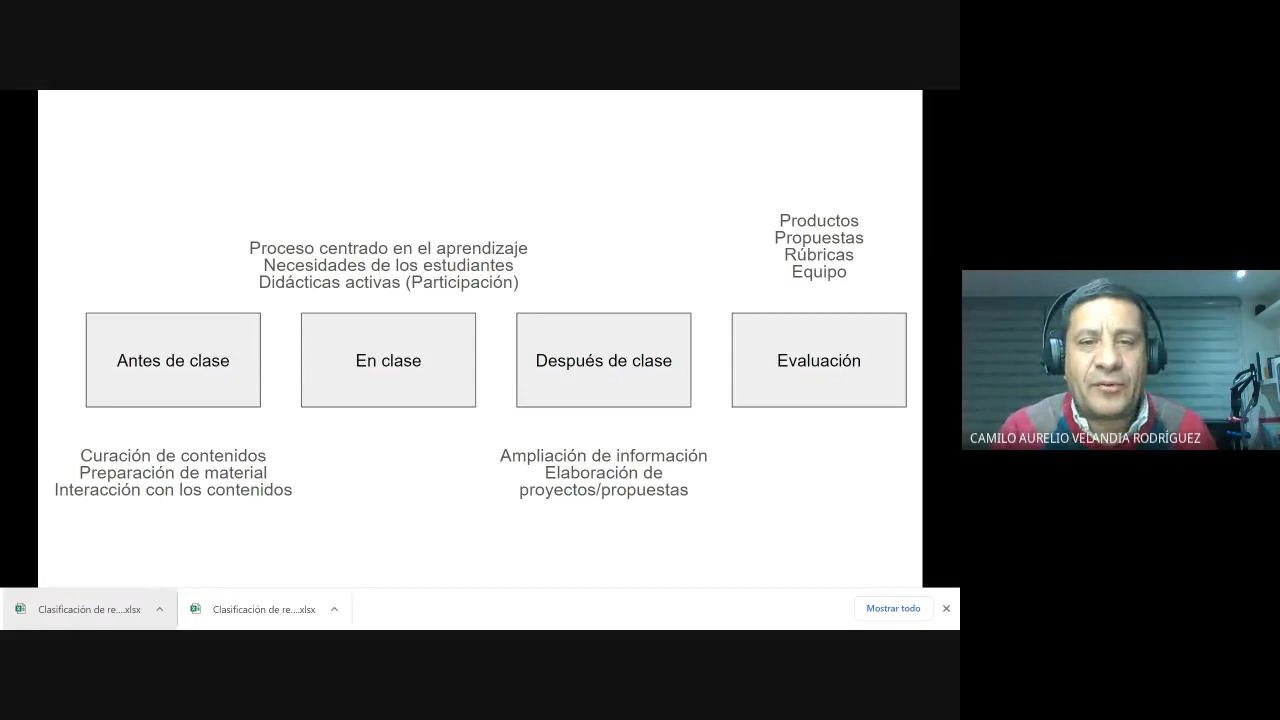 Productos
Propuestas
Rúbricas
Equipo
Proceso centrado en el aprendizaje
Necesidades de los estudiantes
Didácticas activas (Participación)
Antes de clase
En clase
Después de clase
Evaluación
Curación de contenidos
Preparación de material
Interacción con los contenidos
Ampliación de información
Elaboración de
proyectos/propuestas
CAMILO AURELIO VELANDIA RODRÍGUEZ
Clasificación de re....xlsx
Clasificación de re....xlsx
Mostrar todo